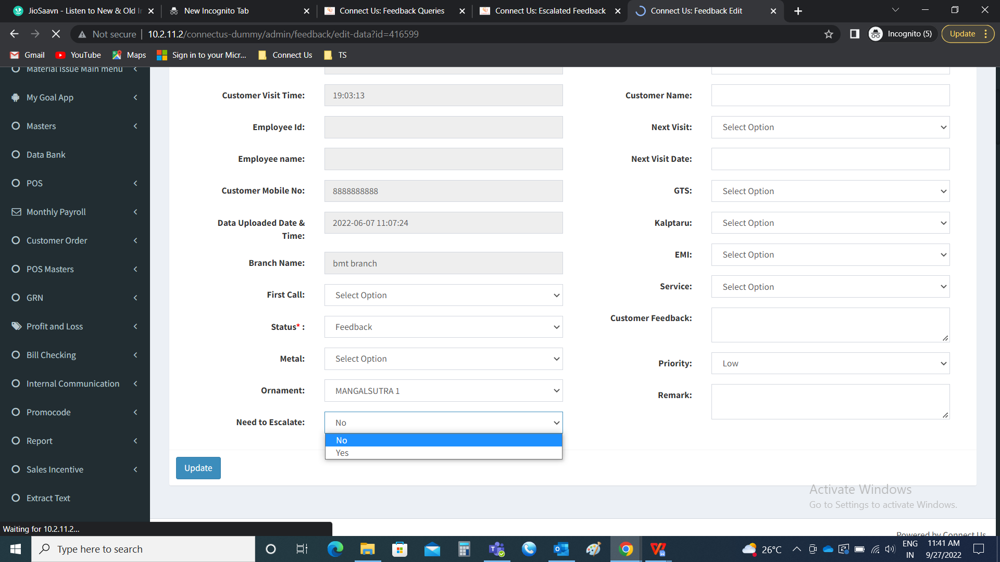 JioSaavn - Listen to New & Old In
New Incognito Tab
Connect Us: Feedback Queries
Connect Us: Escalated Feedback
Connect Us: Feedback Edit
Not secure
10.2.11.2/connectus-dummy/admin/feedback/edit-data?id=416599
Incognito (5)
Update
Gmail
YouTube
Maps
Sign in to your Micr...
Connect Us
TS
Material Issue Main menu
My Goal App
Masters
Data Bank
POS
Monthly Payroll
Customer Order
POS Masters
GRN
Profit and Loss
Bill Checking
Internal Communication
Promocode
Report
Sales Incentive
Extract Text
Customer Visit Time: 19:03:13
Employee Id:
Employee name:
Customer Mobile No: 8888888888
Data Uploaded Date & 2022-06-07 11:07:24
Time:
Branch Name: bmt branch
First Call: Select Option
Status* : Feedback
Metal: Select Option
Ornament: MANGALSUTRA 1
Need to Escalate: No
No
Yes
Customer Name:
Next Visit: Select Option
Next Visit Date:
GTS: Select Option
Kalptaru: Select Option
EMI: Select Option
Service: Select Option
Customer Feedback:
Priority: Low
Remark:
Update
Activate Windows
Go to Settings to activate Windows.
Powered by Connect Us
Waiting for 10.2.11.2...
Type here to search
26°C
ENG
IN
11:41 AM
9/27/2022